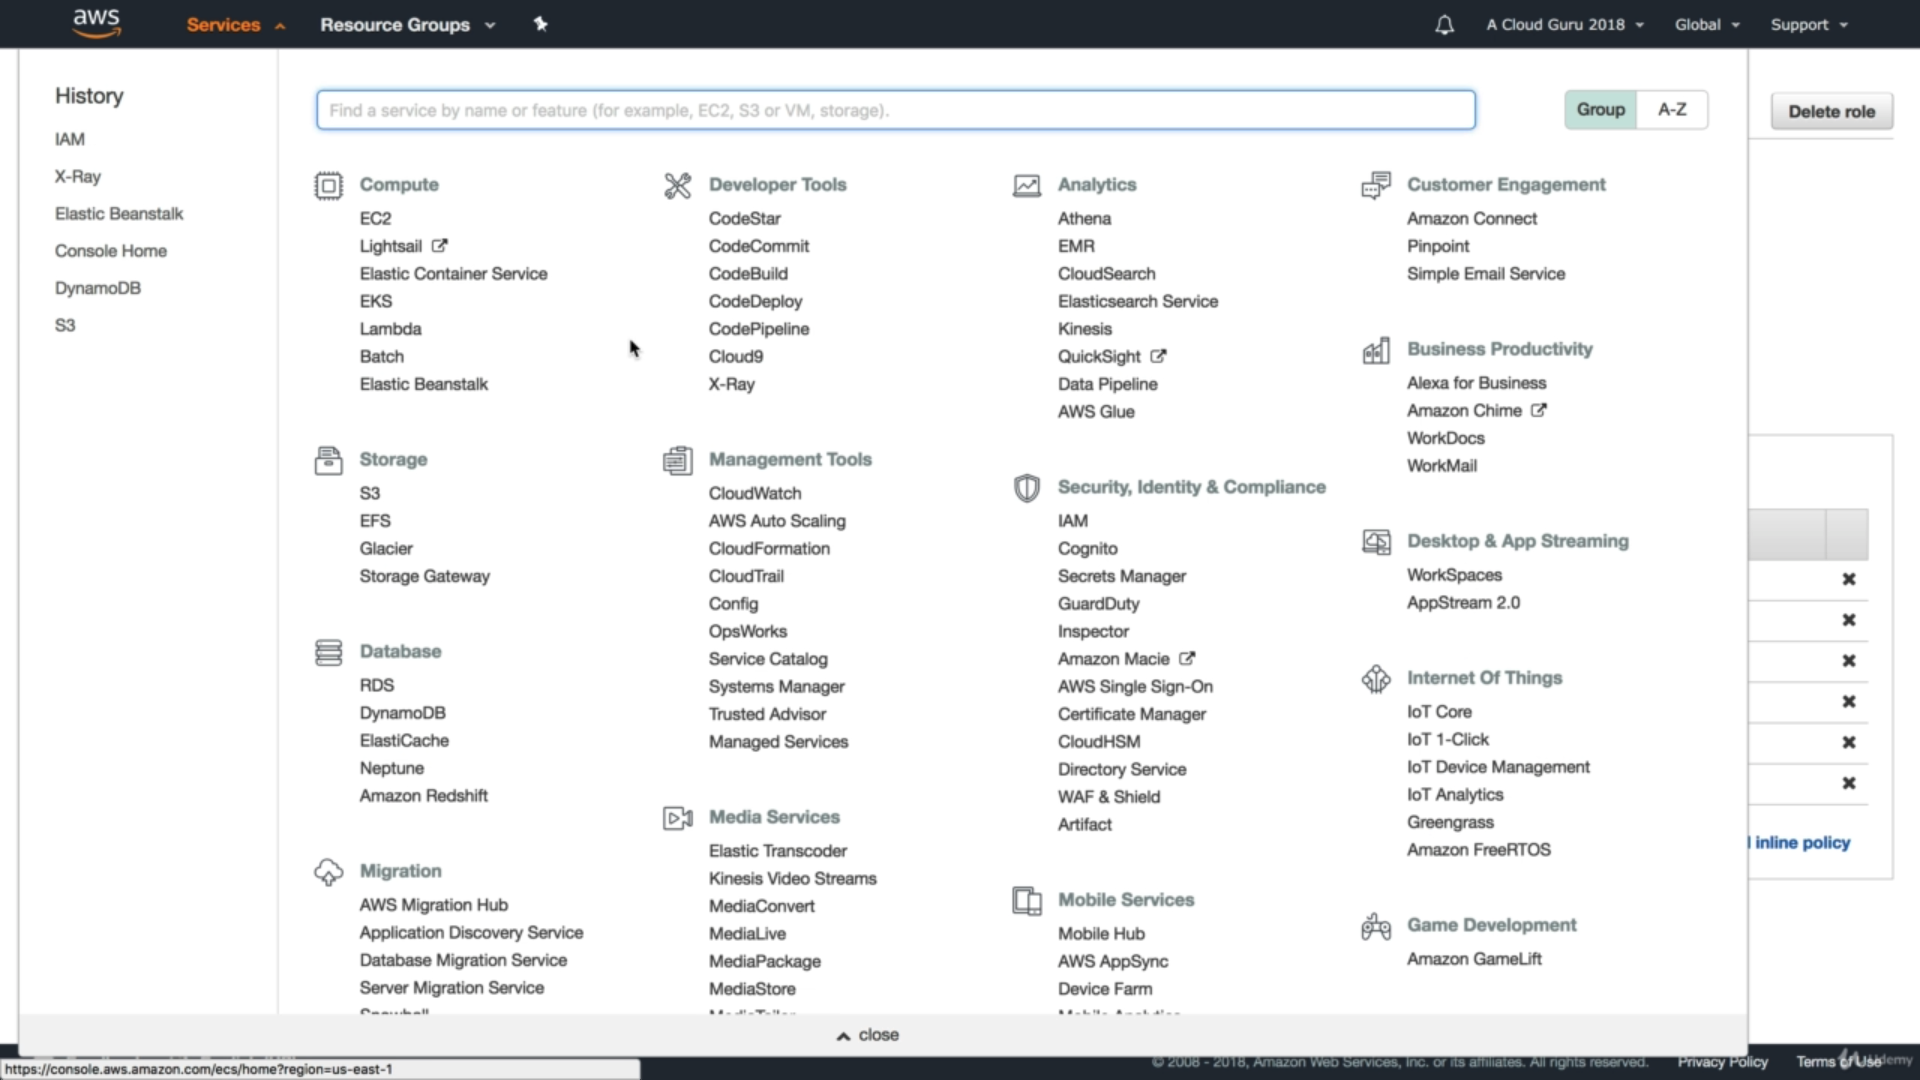 aws
Services
Resource Groups
A Cloud Guru 2018
Global
Support
History
IAM
X-Ray
Elastic Beanstalk
Console Home
DynamoDB
S3
Find a service by name or feature (for example, EC2, S3 or VM, storage).
Group
A-Z
Delete role
Compute
EC2
Lightsail
Elastic Container Service
EKS
Lambda
Batch
Elastic Beanstalk
Storage
S3
EFS
Glacier
Storage Gateway
Database
RDS
DynamoDB
ElastiCache
Neptune
Amazon Redshift
Migration
AWS Migration Hub
Application Discovery Service
Database Migration Service
Server Migration Service
Snowball
Developer Tools
CodeStar
CodeCommit
CodeBuild
CodeDeploy
CodePipeline
Cloud9
X-Ray
Management Tools
CloudWatch
AWS Auto Scaling
CloudFormation
CloudTrail
Config
OpsWorks
Service Catalog
Systems Manager
Trusted Advisor
Managed Services
Media Services
Elastic Transcoder
Kinesis Video Streams
MediaConvert
MediaLive
MediaPackage
MediaStore
MediaTailor
Analytics
Athena
EMR
CloudSearch
Elasticsearch Service
Kinesis
QuickSight
Data Pipeline
AWS Glue
Security, Identity & Compliance
IAM
Cognito
Secrets Manager
GuardDuty
Inspector
Amazon Macie
AWS Single Sign-On
Certificate Manager
CloudHSM
Directory Service
WAF & Shield
Artifact
Mobile Services
Mobile Hub
AWS AppSync
Device Farm
Mobile Analytics
Customer Engagement
Amazon Connect
Pinpoint
Simple Email Service
Business Productivity
Alexa for Business
Amazon Chime
WorkDocs
WorkMail
Desktop & App Streaming
WorkSpaces
AppStream 2.0
Internet Of Things
IoT Core
IoT 1-Click
IoT Device Management
IoT Analytics
Greengrass
Amazon FreeRTOS
Game Development
Amazon GameLift
inline policy
close
https://console.aws.amazon.com/ecs/home?region=us-east-1
© 2008 - 2018, Amazon Web Services, Inc. or its affiliates. All rights reserved.
Privacy Policy
Terms of Use
Udemy